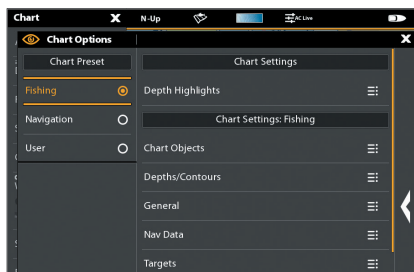 Chart X N-Up AC Live
Chart Options X
Chart Preset
Fishing
Navigation
User
Chart Settings
Depth Highlights
Chart Settings: Fishing
Chart Objects
Depths/Contours
General
Nav Data
Targets